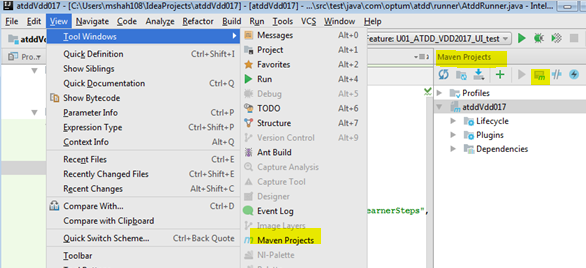 atddVdd017 - [C:\Users\mshah108\IdeaProjects\atddVdd017] - [atddVdd017] - ...\src\test\java\com\optum\atdd\runner\AtddRunner.java - Intel
File Edit View Navigate Code Analyze Refactor Build Run Tools VCS Window Help
Feature: U01_ATDD_VDD2017_UI_test
Tool Windows
Quick Definition Ctrl+Shift+I
Show Siblings
Quick Documentation Ctrl+Q
Show Bytecode
Parameter Info Ctrl+P
Expression Type Ctrl+Shift+P
Context Info Alt+Q
Recent Files Ctrl+E
Recently Changed Files Ctrl+Shift+E
Recent Changes Alt+Shift+C
Compare With... Ctrl+D
Compare with Clipboard
Quick Switch Scheme... Ctrl+Back Quote
Toolbar
Messages Alt+0
Project Alt+1
Favorites Alt+2
Run Alt+4
Debug Alt+5
TODO Alt+6
Structure Alt+7
Version Control Alt+9
Ant Build
Capture Analysis
Capture Tool
Designer
Event Log
Image Layers
Maven Projects
NI-Palette
earnerSteps",
Maven Projects
Profiles
atddVdd017
Lifecycle
Plugins
Dependencies